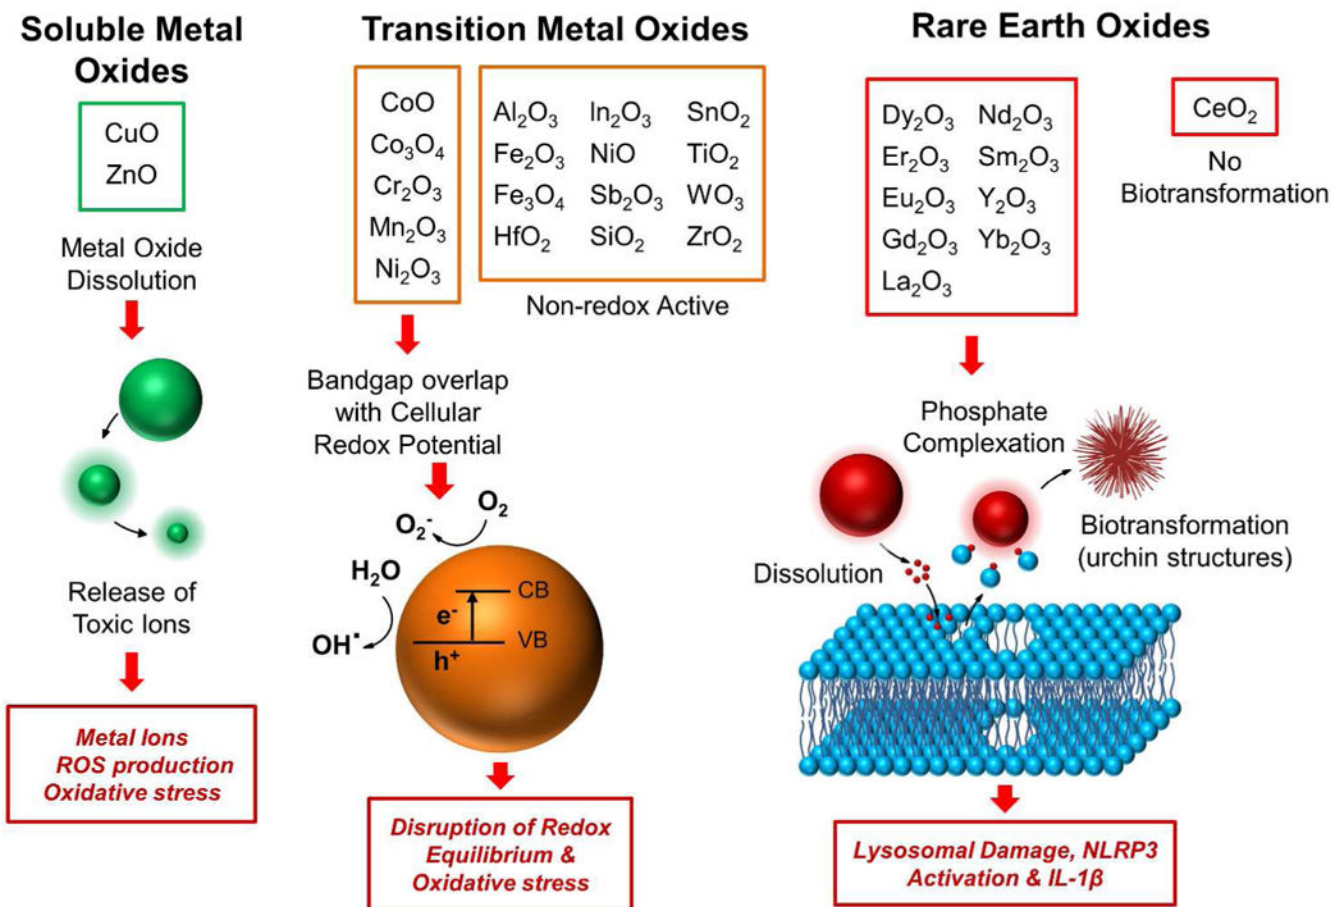 Soluble Metal
Oxides
CuO
ZnO
Metal Oxide
Dissolution
Release of
Toxic Ions
Metal Ions
ROS production
Oxidative stress
Transition Metal Oxides
CoO
Co₃O₄
Cr₂O₃
Mn₂O₃
Ni₂O₃
Al₂O₃ In₂O₃ SnO₂
Fe₂O₃ NiO TiO₂
Fe₃O₄ Sb₂O₃ WO₃
HfO₂ SiO₂ ZrO₂
Non-redox Active
Bandgap overlap
with Cellular
Redox Potential
O₂
O₂⁻
H₂O
OH•
CB
e⁻
VB
h⁺
Disruption of Redox
Equilibrium &
Oxidative stress
Rare Earth Oxides
Dy₂O₃ Nd₂O₃
Er₂O₃ Sm₂O₃
Eu₂O₃ Y₂O₃
Gd₂O₃ Yb₂O₃
La₂O₃
CeO₂
No
Biotransformation
Phosphate
Complexation
Dissolution
Biotransformation
(urchin structures)
Lysosomal Damage, NLRP3
Activation & IL-1β